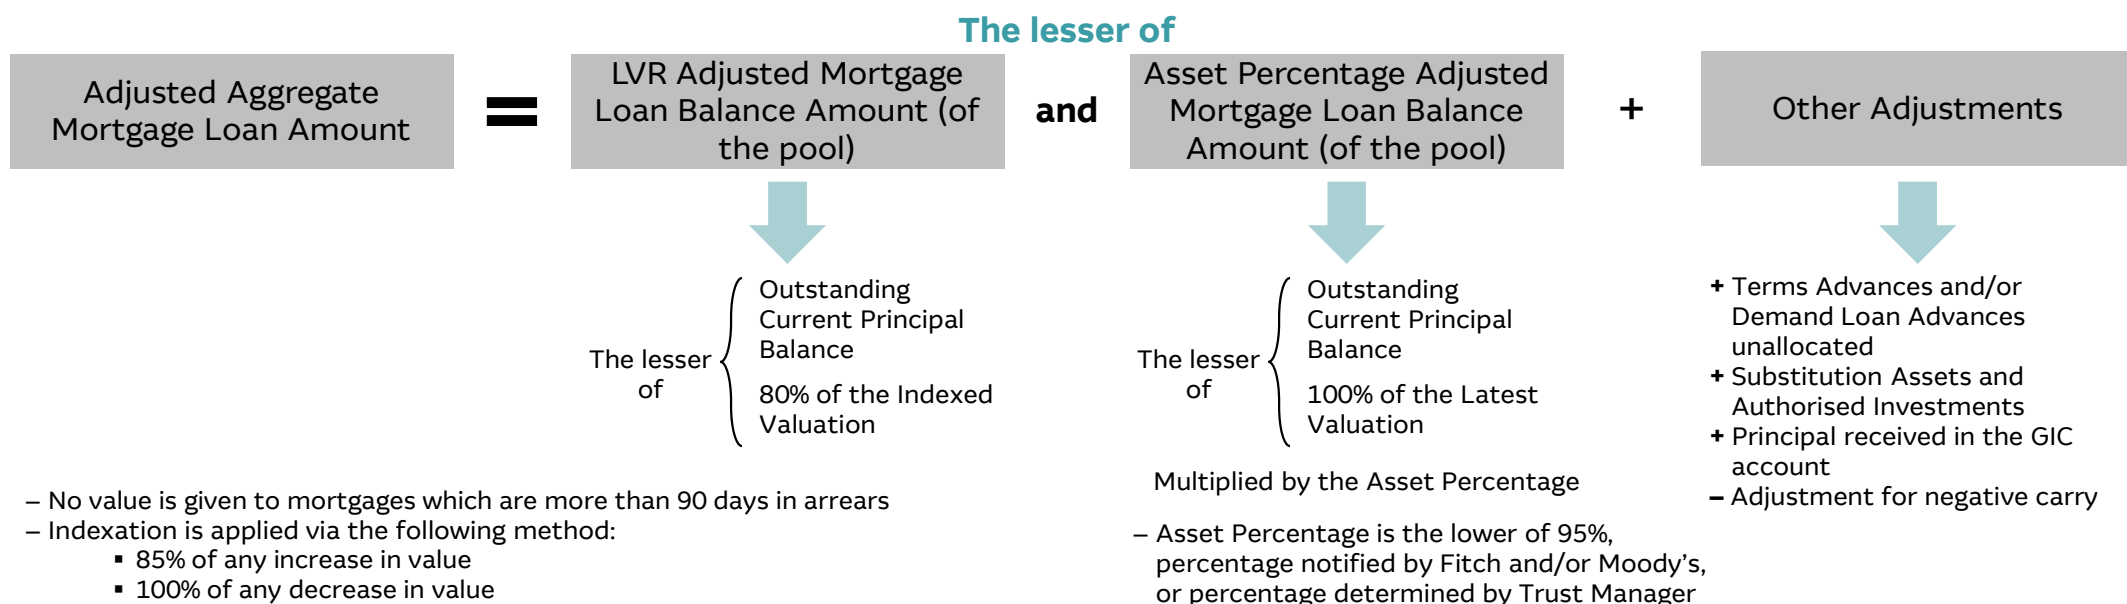 The lesser of
Adjusted Aggregate
Mortgage Loan Amount
=
LVR Adjusted Mortgage
Loan Balance Amount (of
the pool)
and
Asset Percentage Adjusted
Mortgage Loan Balance
Amount (of the pool)
+
Other Adjustments
The lesser
of
Outstanding
Current Principal
Balance
80% of the Indexed
Valuation
The lesser
of
Outstanding
Current Principal
Balance
100% of the Latest
Valuation
Multiplied by the Asset Percentage
– Asset Percentage is the lower of 95%,
percentage notified by Fitch and/or Moody’s,
or percentage determined by Trust Manager
+ Terms Advances and/or
Demand Loan Advances
unallocated
+ Substitution Assets and
Authorised Investments
+ Principal received in the GIC
account
– Adjustment for negative carry
– No value is given to mortgages which are more than 90 days in arrears
– Indexation is applied via the following method:
▪ 85% of any increase in value
▪ 100% of any decrease in value